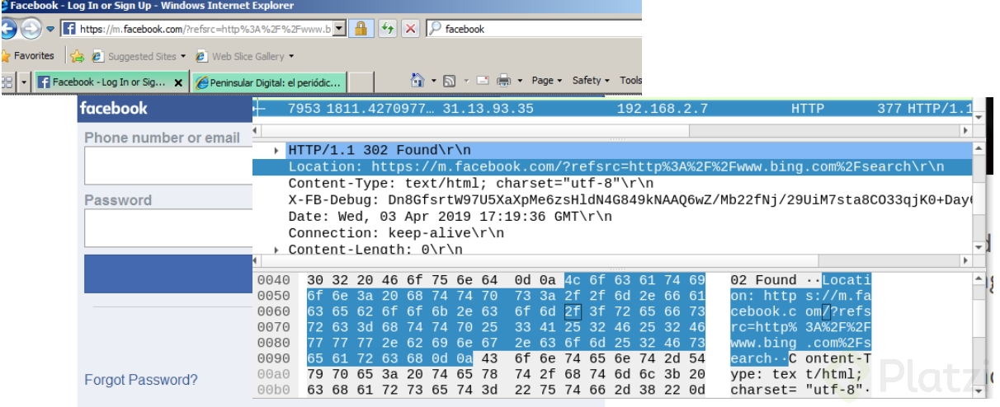 Facebook - Log In or Sign Up - Windows Internet Explorer
https://m.facebook.com/?refsrc=http%3A%2F%2Fwww.b
facebook
Favorites Suggested Sites Web Slice Gallery
Facebook - Log In or Sig... X Peninsular Digital: el periódic... Page Safety Tools
facebook
7953 1811.4270977... 31.13.93.35 192.168.2.7 HTTP 377 HTTP/1.1
Phone number or email
HTTP/1.1 302 Found\r\n
Location: https://m.facebook.com/?refsrc=http%3A%2F%2Fwww.bing.com%2Fsearch\r\n
Content-Type: text/html; charset="utf-8"\r\n
Password
X-FB-Debug: Dn8GfsrtW97U5XaXpMe6zsHldN4G849kNAAQ6wZ/Mb22fNj/29UiM7sta8CO33qjK0+Day
Date: Wed, 03 Apr 2019 17:19:36 GMT\r\n
Connection: keep-alive\r\n
Content-Length: 0\r\n
0040 30 32 20 46 6f 75 6e 64 0d 0a 4c 6f 63 61 74 69 02 Found ··Locati
0050 6f 6e 3a 20 68 74 74 70 73 3a 2f 2f 6d 2e 66 61 on: http s://m.fa
0060 63 65 62 6f 6f 6b 2e 63 6f 6d 2f 3f 72 65 66 73 cebook.c om/?refs
0070 72 63 3d 68 74 74 70 25 33 41 25 32 46 25 32 46 rc=http% 3A%2F%2F
0080 77 77 77 2e 62 69 6e 67 2e 63 6f 6d 25 32 46 73 www.bing .com%2Fs
0090 65 61 72 63 68 0d 0a 43 6f 6e 74 65 6e 74 2d 54 earch··C ontent-T
00a0 79 70 65 3a 20 74 65 78 74 2f 68 74 6d 6c 3b 20 ype: tex t/html;
00b0 63 68 61 72 73 65 74 3d 22 75 74 66 2d 38 22 0d charset= "utf-8"·
Forgot Password?
Platzi